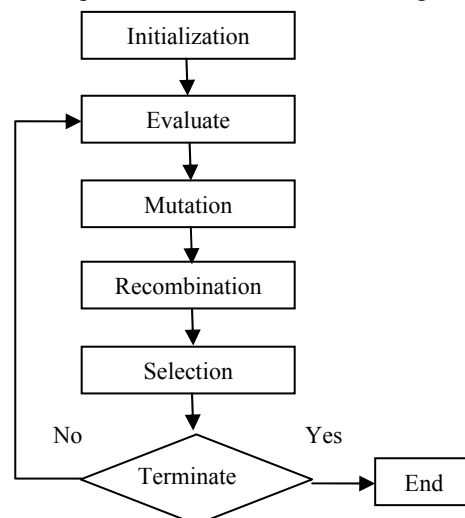 Initialization
Evaluate
Mutation
Recombination
Selection
No
Yes
Terminate
End